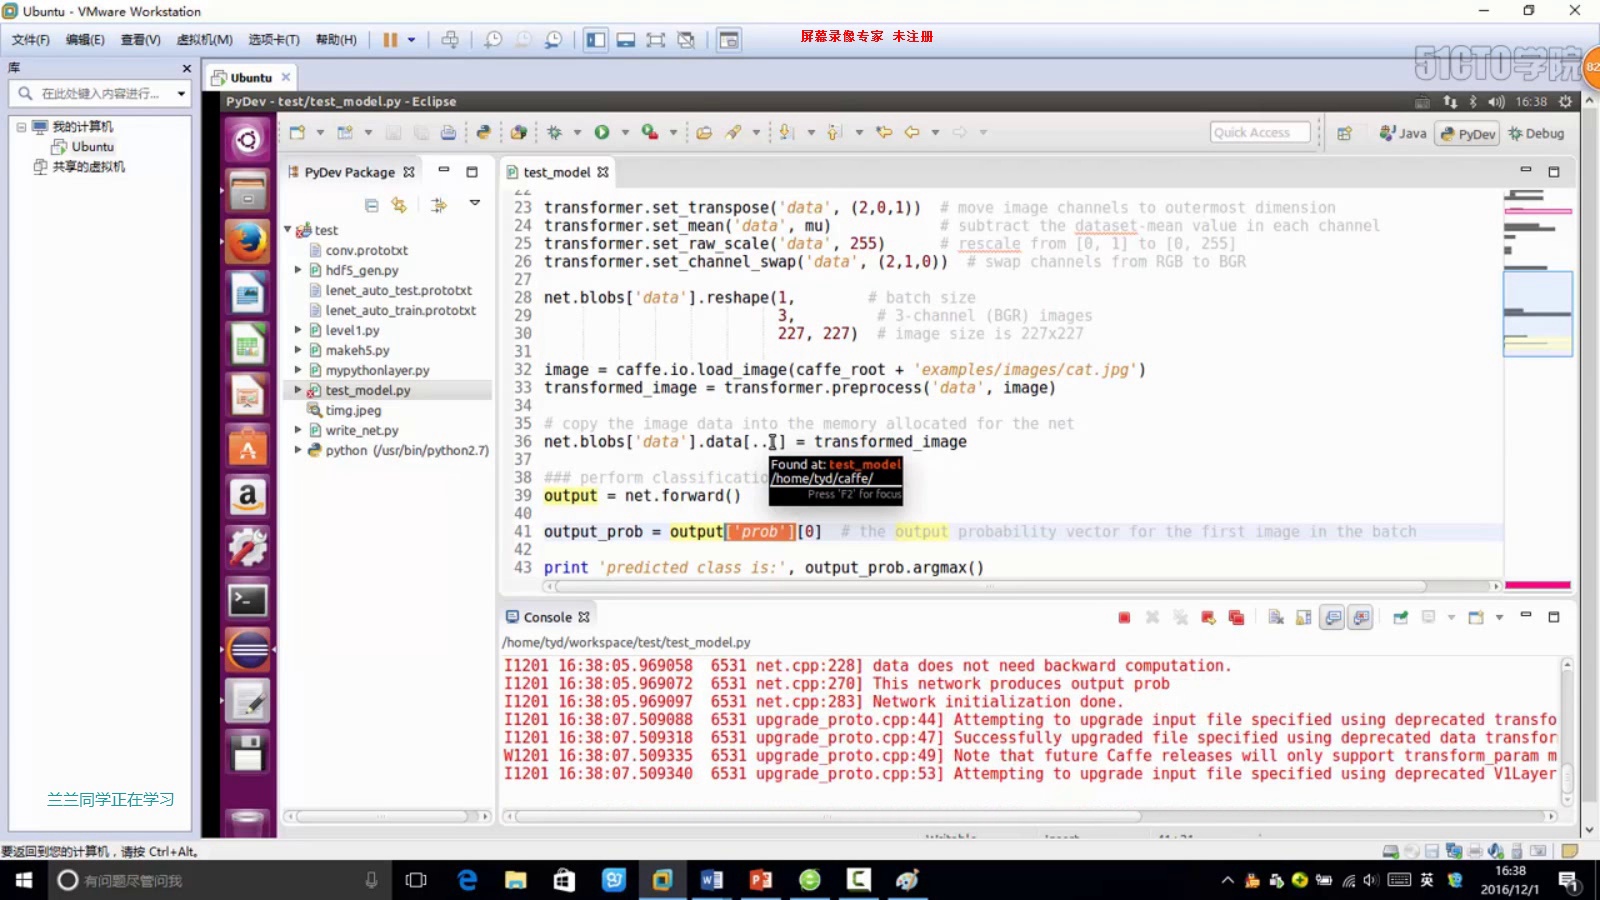 Ubuntu - VMware Workstation
文件(F) 编辑(E) 查看(V) 虚拟机(M) 选项卡(T) 帮助(H)
屏幕录像专家 未注册
51CTO学院
82
库
Ubuntu
在此处键入内容进行...
我的计算机
Ubuntu
共享的虚拟机
PyDev - test/test_model.py - Eclipse
16:38
Quick Access
Java
PyDev
Debug
PyDev Package
test_model
test
conv.prototxt
hdf5_gen.py
lenet_auto_test.prototxt
lenet_auto_train.prototxt
level1.py
makeh5.py
mypythonlayer.py
test_model.py
timg.jpeg
write_net.py
python (/usr/bin/python2.7)
22
23 transformer.set_transpose('data', (2,0,1)) # move image channels to outermost dimension
24 transformer.set_mean('data', mu) # subtract the dataset-mean value in each channel
25 transformer.set_raw_scale('data', 255) # rescale from [0, 1] to [0, 255]
26 transformer.set_channel_swap('data', (2,1,0)) # swap channels from RGB to BGR
27
28 net.blobs['data'].reshape(1, # batch size
29 3, # 3-channel (BGR) images
30 227, 227) # image size is 227x227
31
32 image = caffe.io.load_image(caffe_root + 'examples/images/cat.jpg')
33 transformed_image = transformer.preprocess('data', image)
34
35 # copy the image data into the memory allocated for the net
36 net.blobs['data'].data[...] = transformed_image
37
38 ### perform classificatio
39 output = net.forward()
40
41 output_prob = output['prob'][0] # the output probability vector for the first image in the batch
42
43 print 'predicted class is:', output_prob.argmax()
Found at: test_model
/home/tyd/caffe/
Press 'F2' for focus
Console
/home/tyd/workspace/test/test_model.py
I1201 16:38:05.969058 6531 net.cpp:228] data does not need backward computation.
I1201 16:38:05.969072 6531 net.cpp:270] This network produces output prob
I1201 16:38:05.969097 6531 net.cpp:283] Network initialization done.
I1201 16:38:07.509088 6531 upgrade_proto.cpp:44] Attempting to upgrade input file specified using deprecated transfo
I1201 16:38:07.509318 6531 upgrade_proto.cpp:47] Successfully upgraded file specified using deprecated data transfor
W1201 16:38:07.509335 6531 upgrade_proto.cpp:49] Note that future Caffe releases will only support transform_param m
I1201 16:38:07.509340 6531 upgrade_proto.cpp:53] Attempting to upgrade input file specified using deprecated V1Layer
兰兰同学正在学习
要返回到您的计算机，请按 Ctrl+Alt。
有问题尽管问我
英
16:38
2016/12/1
1